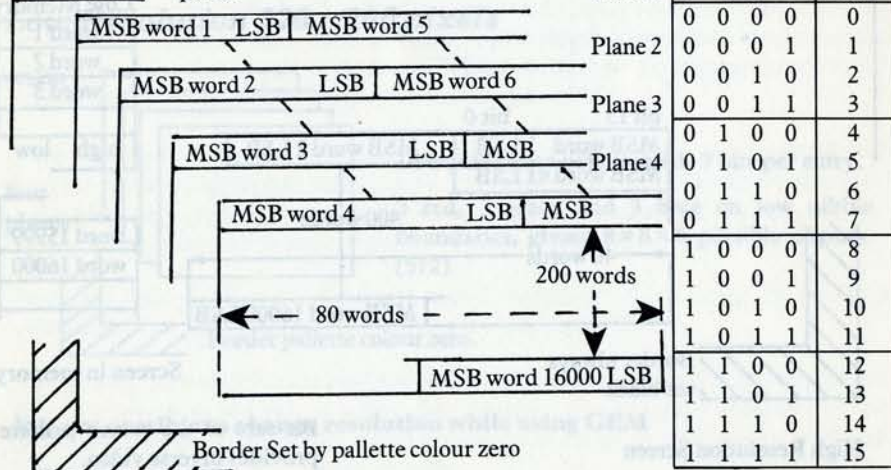 MSB word 1 LSB MSB word 5
Plane 2
MSB word 2 LSB MSB word 6
Plane 3
MSB word 3 LSB MSB
Plane 4
MSB word 4 LSB MSB
200 words
80 words
MSB word 16000 LSB
Border Set by pallette colour zero
0 0 0 0 0
0 0 0 1 1
0 0 1 0 2
0 0 1 1 3
0 1 0 0 4
0 1 0 1 5
0 1 1 0 6
0 1 1 1 7
1 0 0 0 8
1 0 0 1 9
1 0 1 0 10
1 0 1 1 11
1 1 0 0 12
1 1 0 1 13
1 1 1 0 14
1 1 1 1 15